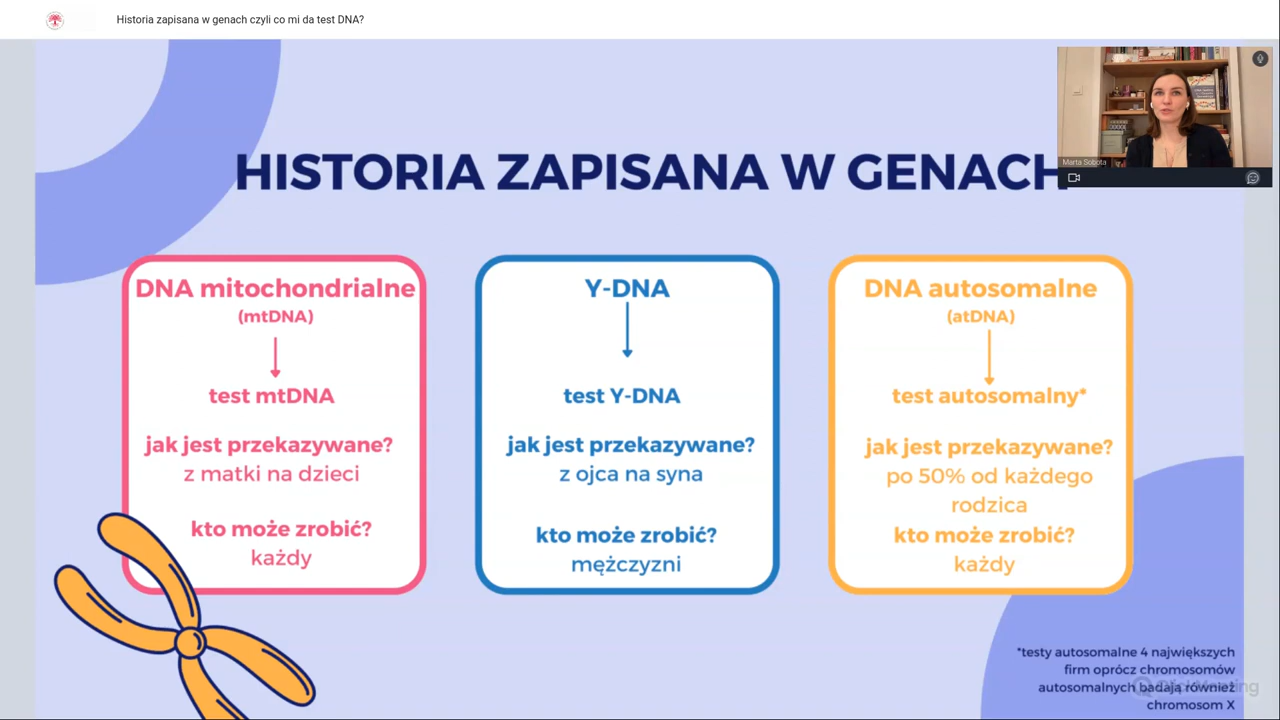 Historia zapisana w genach czyli co mi da test DNA?
Marta Sobota
HISTORIA ZAPISANA W GENACH
DNA mitochondrialne
(mtDNA)
test mtDNA
jak jest przekazywane?
z matki na dzieci
kto może zrobić?
każdy
Y-DNA
test Y-DNA
jak jest przekazywane?
z ojca na syna
kto może zrobić?
mężczyzni
DNA autosomalne
(atDNA)
test autosomalny*
jak jest przekazywane?
po 50% od każdego
rodzica
kto może zrobić?
każdy
*testy autosomalne 4 największych
firm oprócz chromosomów
autosomalnych badają również
chromosom X
ClickMeeting